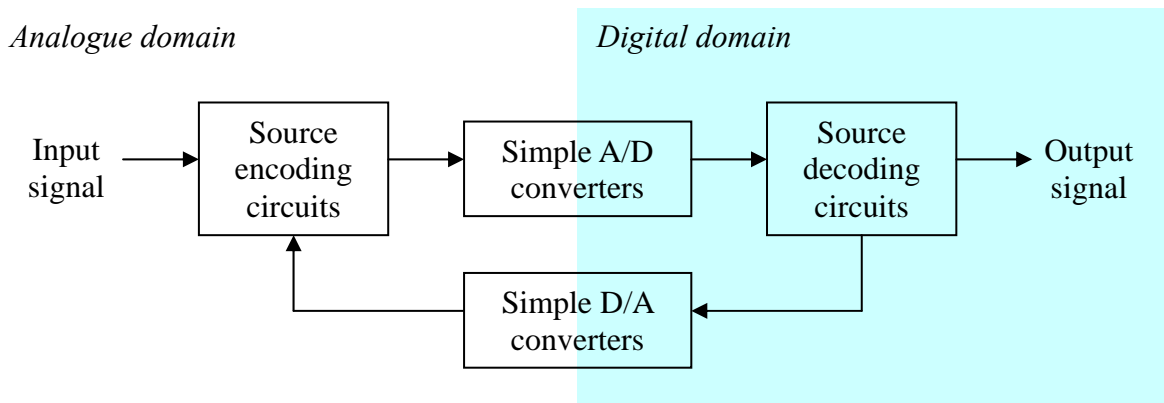 Analogue domain
Digital domain
Input
signal
Source
encoding
circuits
Simple A/D
converters
Source
decoding
circuits
Output
signal
Simple D/A
converters